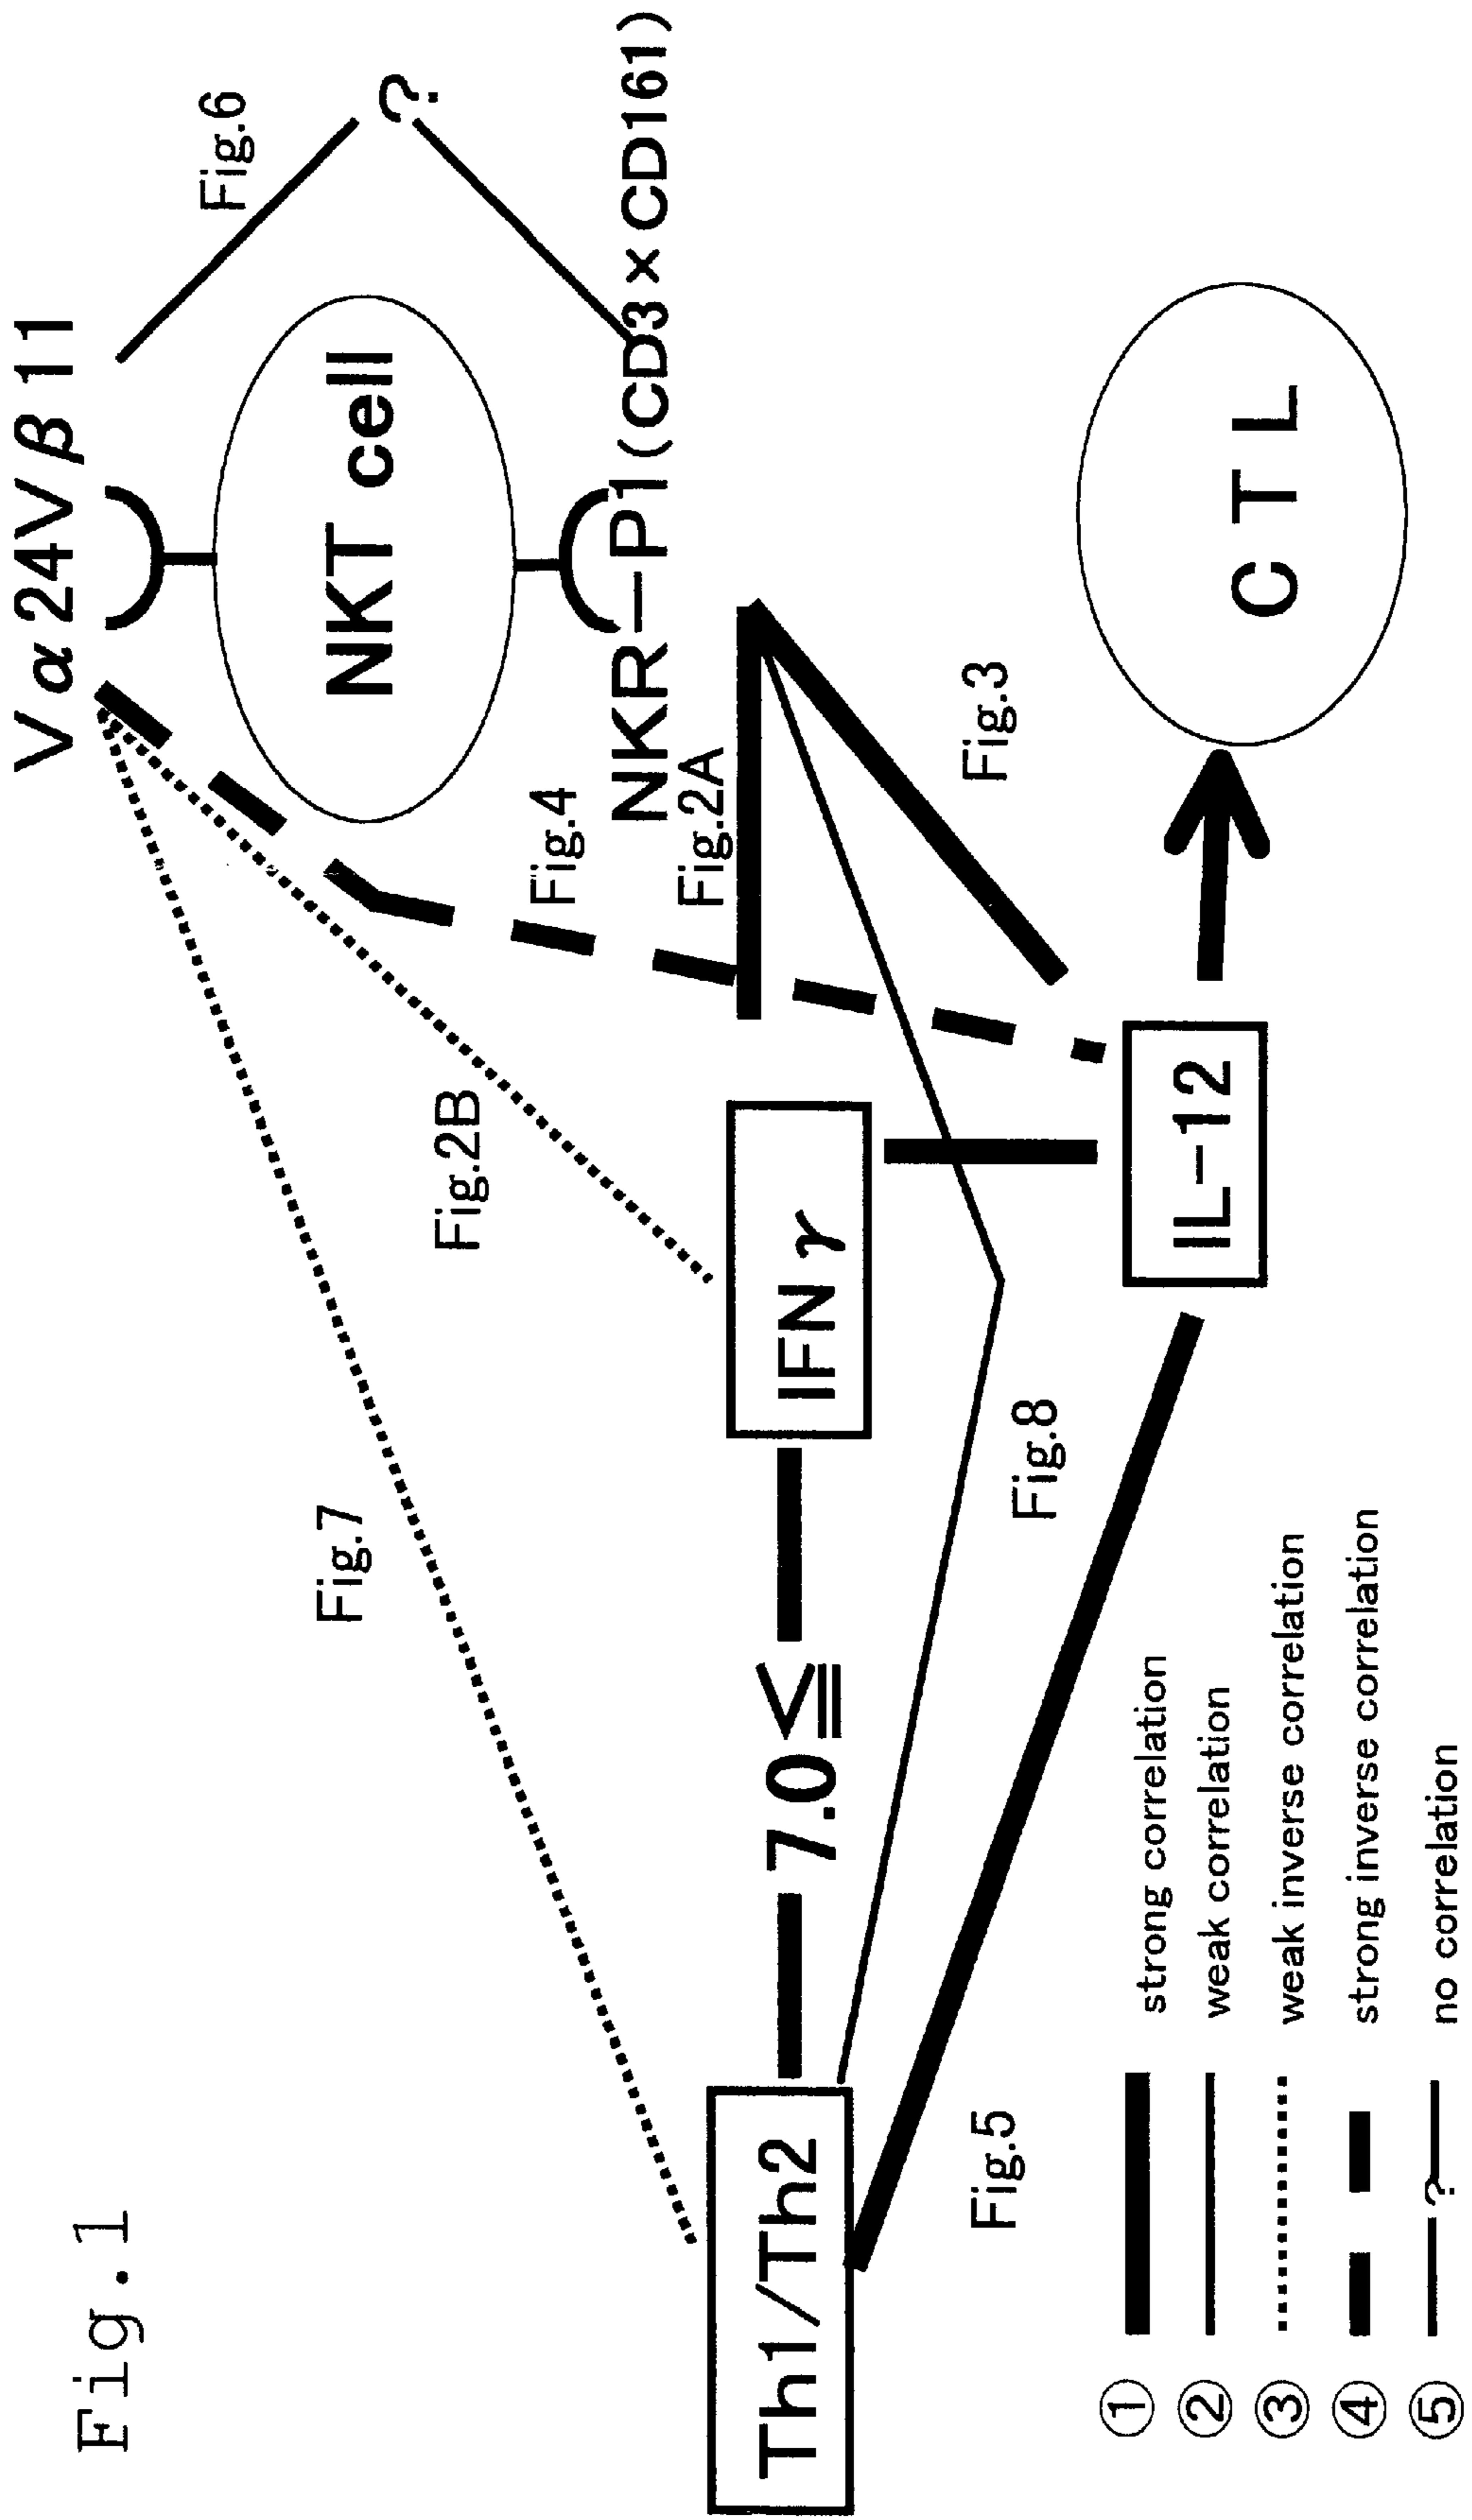 Fig.1
Vα24Vβ11
Fig.6
?
Fig.7
NKT cell
Fig.2B
Fig.4
NKR—P1(CD3×CD161)
Fig.2A
Th1/Th2
7.0≦
IFNγ
Fig.3
Fig.8
Fig.5
IL—12
CTL
① strong correlation
② weak correlation
③ weak inverse correlation
④ strong inverse correlation
⑤ ? no correlation